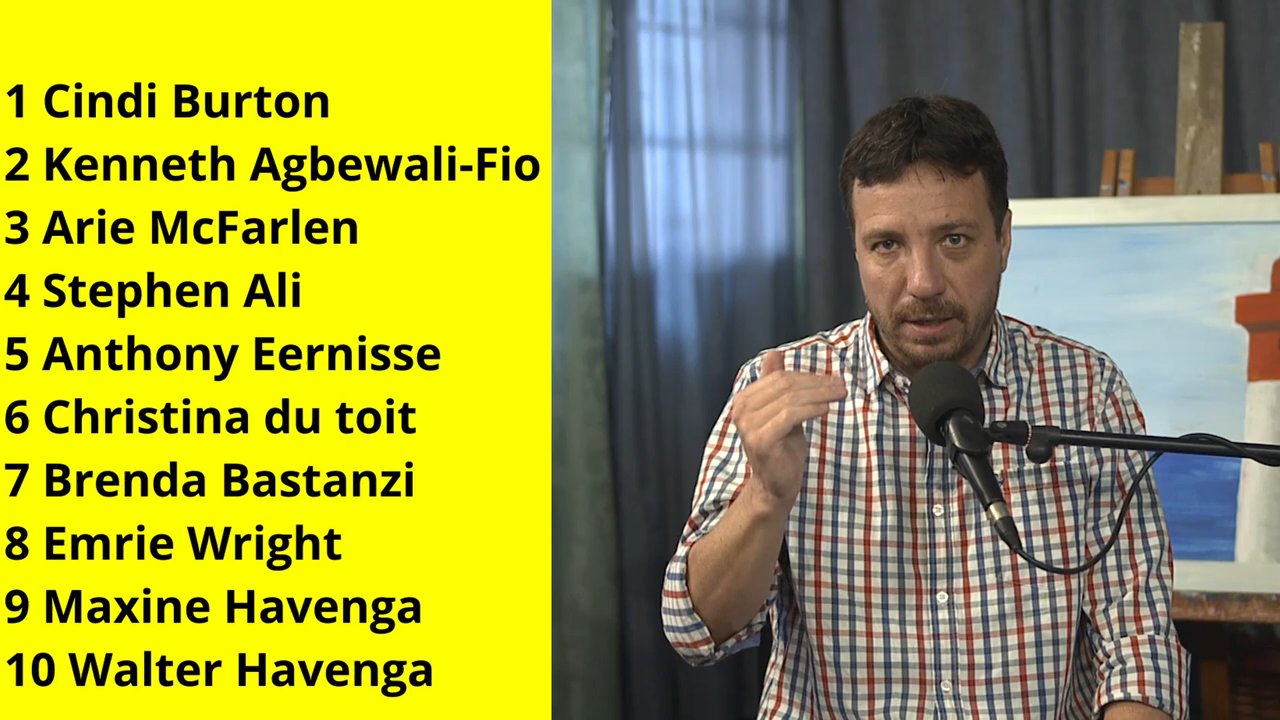 1 Cindi Burton
2 Kenneth Agbewali-Fio
3 Arie McFarlen
4 Stephen Ali
5 Anthony Eernisse
6 Christina du toit
7 Brenda Bastanzi
8 Emrie Wright
9 Maxine Havenga
10 Walter Havenga